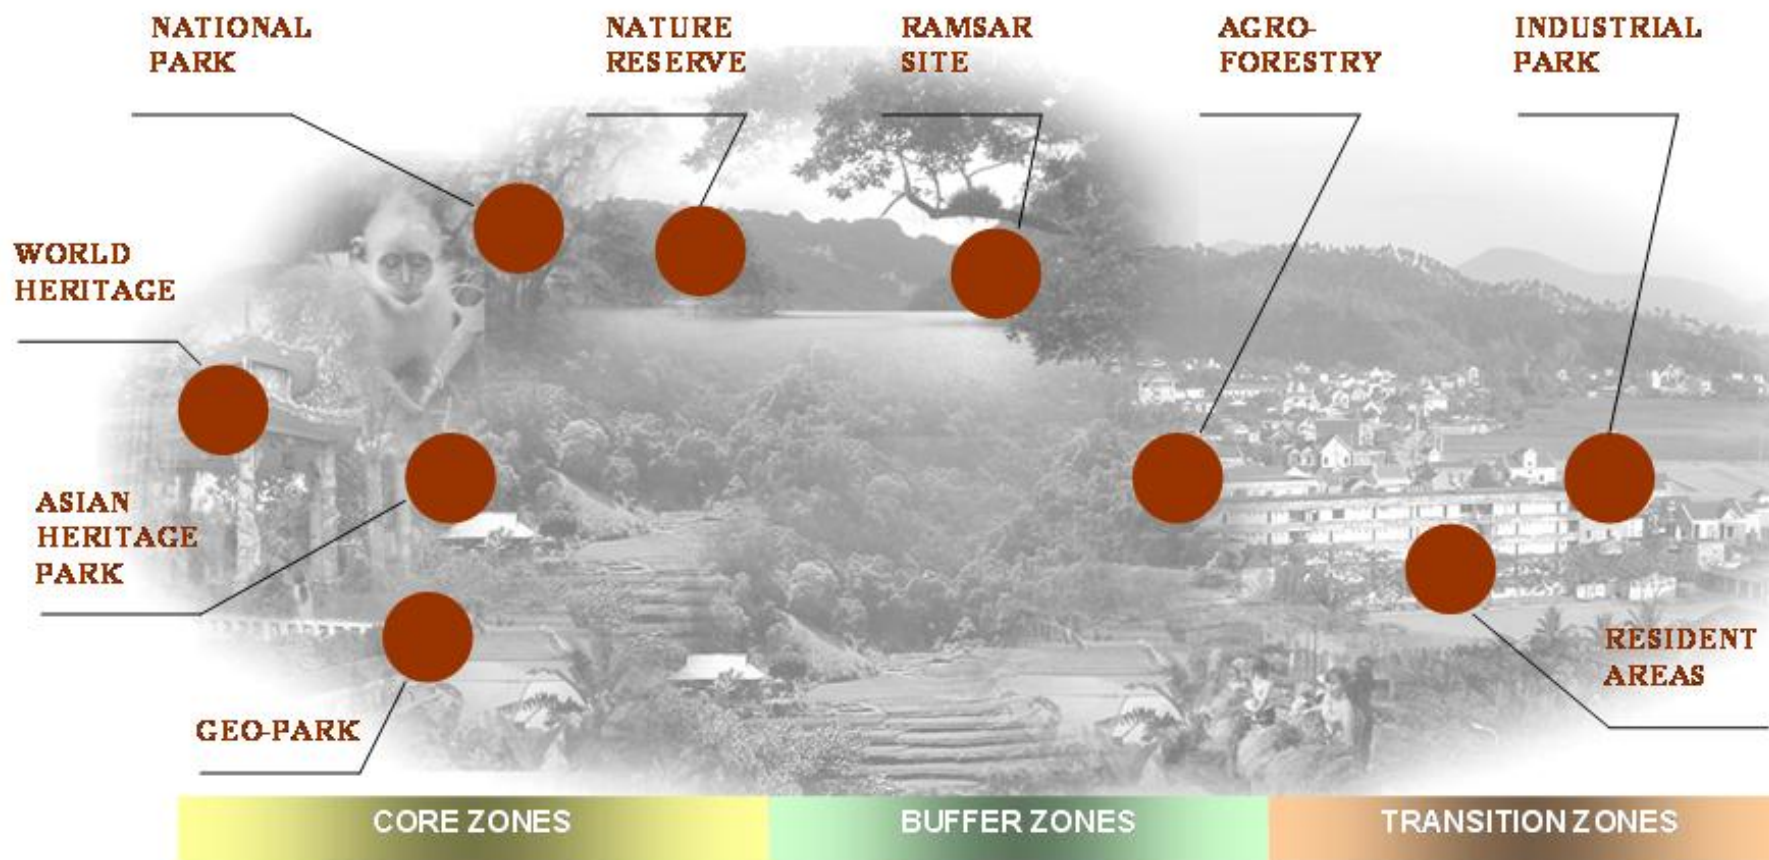 NATIONAL
PARK
NATURE
RESERVE
RAMSAR
SITE
AGRO-
FORESTRY
INDUSTRIAL
PARK
WORLD
HERITAGE
ASIAN
HERITAGE
PARK
RESIDENT
AREAS
GEO-PARK
CORE ZONES
BUFFER ZONES
TRANSITION ZONES